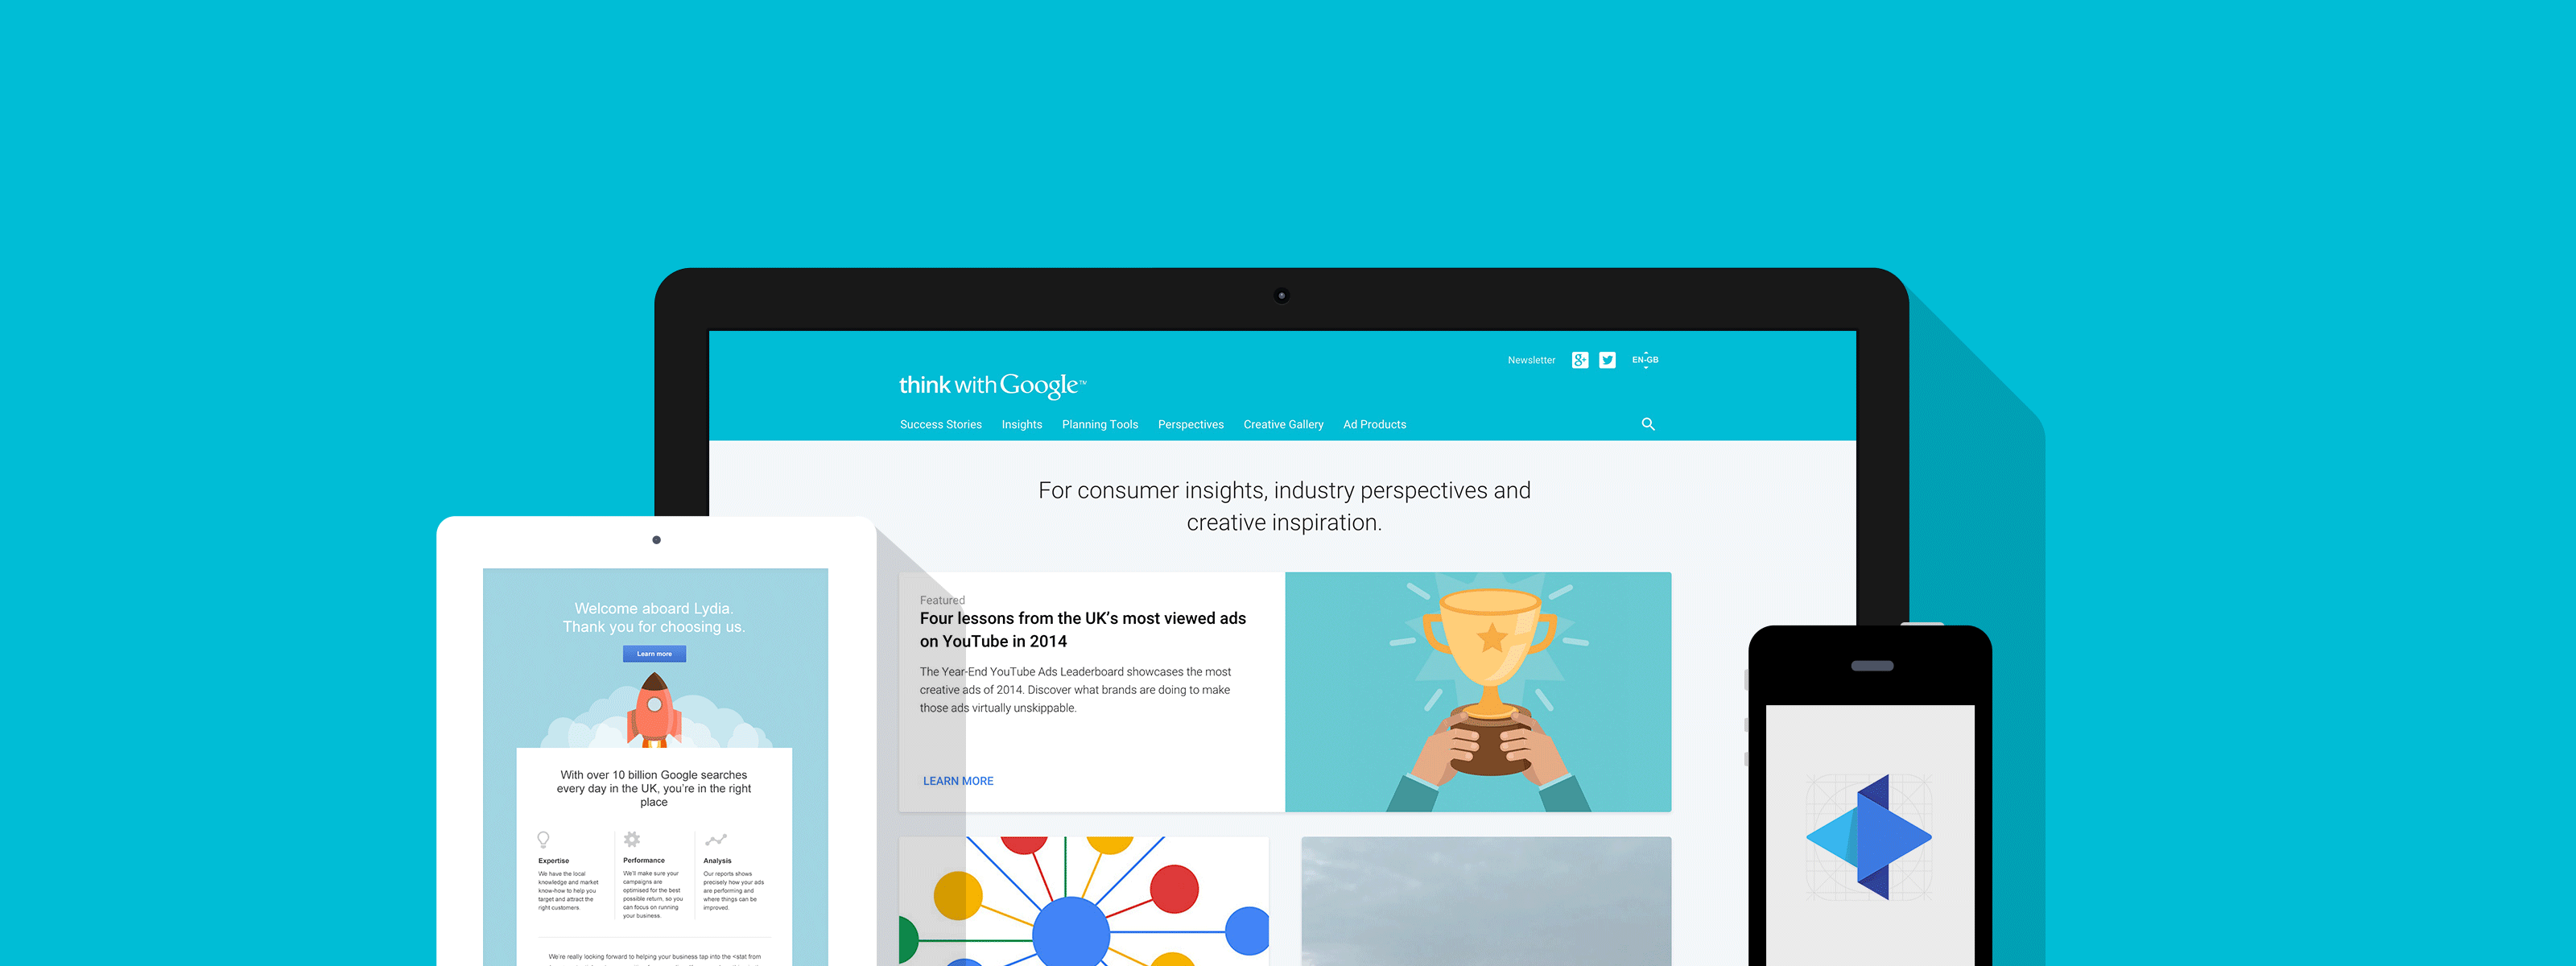 Newsletter
g+
EN-GB
think with Google™
Success Stories Insights Planning Tools Perspectives Creative Gallery Ad Products
For consumer insights, industry perspectives and
creative inspiration.
Featured
Four lessons from the UK’s most viewed ads
on YouTube in 2014
The Year-End YouTube Ads Leaderboard showcases the most
creative ads of 2014. Discover what brands are doing to make
those ads virtually unskippable.
LEARN MORE
Welcome aboard Lydia.
Thank you for choosing us.
Learn more
With over 10 billion Google searches
every day in the UK, you’re in the right
place
Expertise
We have the local
knowledge and market
know-how to help you
target and attract the
right customers.
Performance
We'll make sure your
campaigns are
optimised for the best
possible return, so you
can focus on running
your business.
Analysis
Our reports shows
precisely how your ads
are performing and
where things can be
improved.
We're really looking forward to helping your business tap into the <stat from